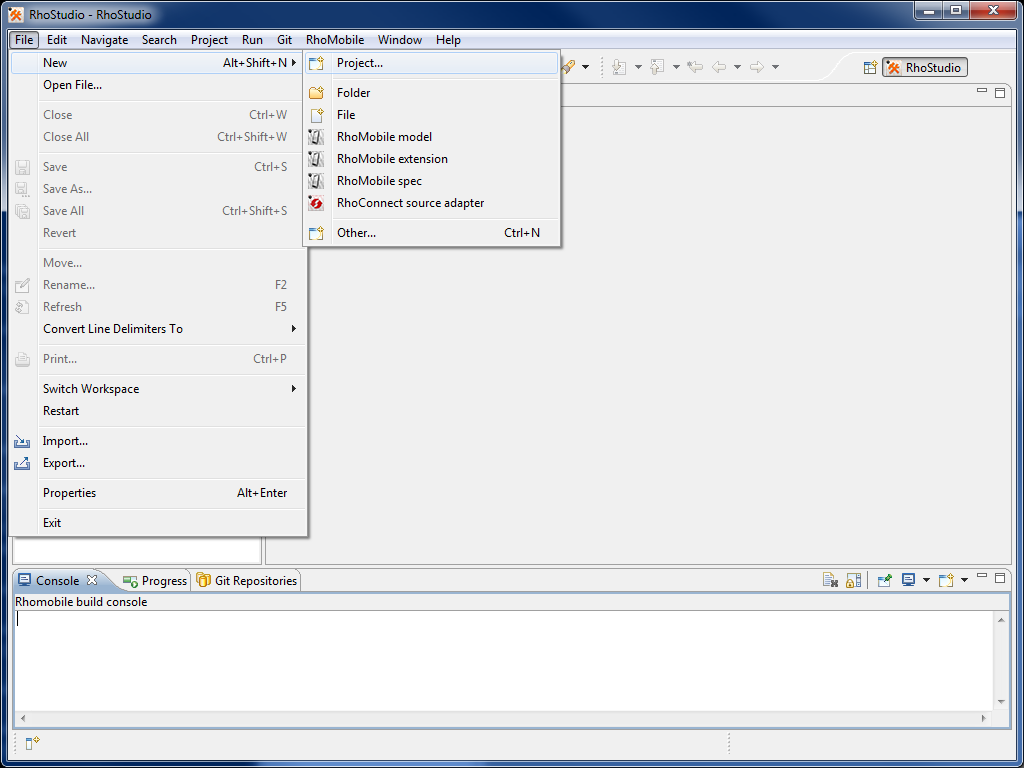 RhoStudio - RhoStudio
File Edit Navigate Search Project Run Git RhoMobile Window Help
RhoStudio
New Alt+Shift+N
Open File...
Close Ctrl+W
Close All Ctrl+Shift+W
Save Ctrl+S
Save As...
Save All Ctrl+Shift+S
Revert
Move...
Rename... F2
Refresh F5
Convert Line Delimiters To
Print... Ctrl+P
Switch Workspace
Restart
Import...
Export...
Properties Alt+Enter
Exit
Project...
Folder
File
RhoMobile model
RhoMobile extension
RhoMobile spec
RhoConnect source adapter
Other... Ctrl+N
Console Progress Git Repositories
Rhomobile build console